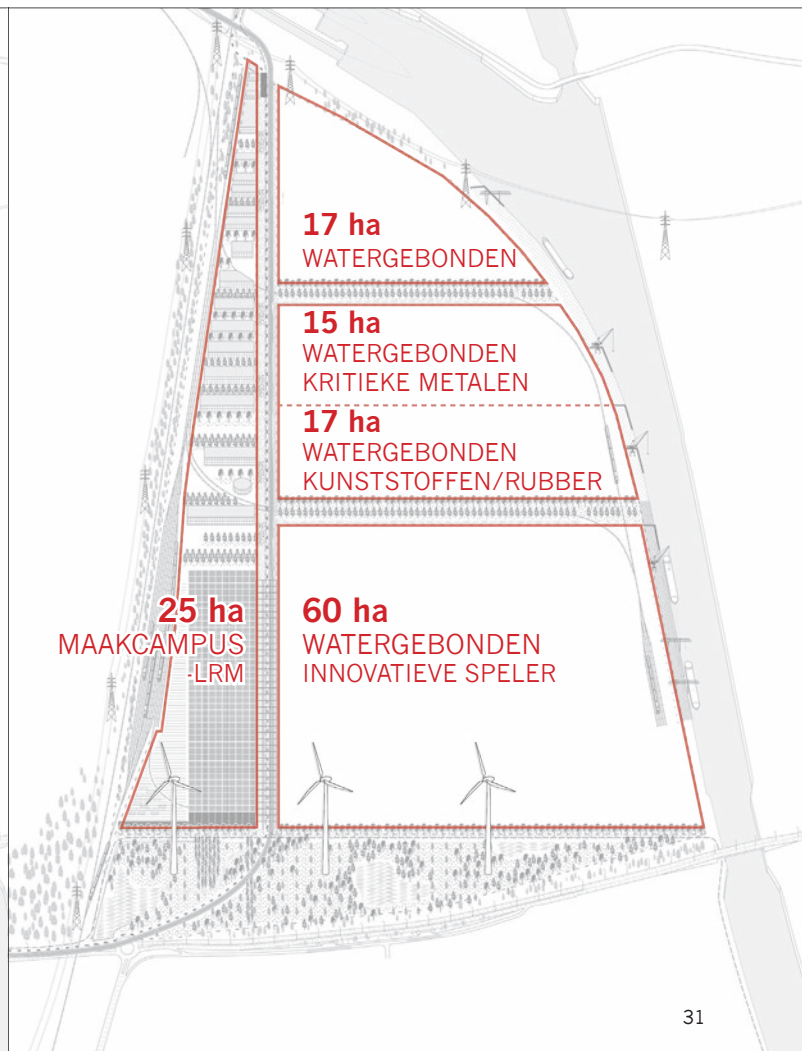 17 ha
WATERGEBONDEN
15 ha
WATERGEBONDEN
KRITIEKE METALEN
17 ha
WATERGEBONDEN
KUNSTSTOFFEN/RUBBER
25 ha
MAAKCAMPUS
-LRM
60 ha
WATERGEBONDEN
INNOVATIEVE SPELER
31